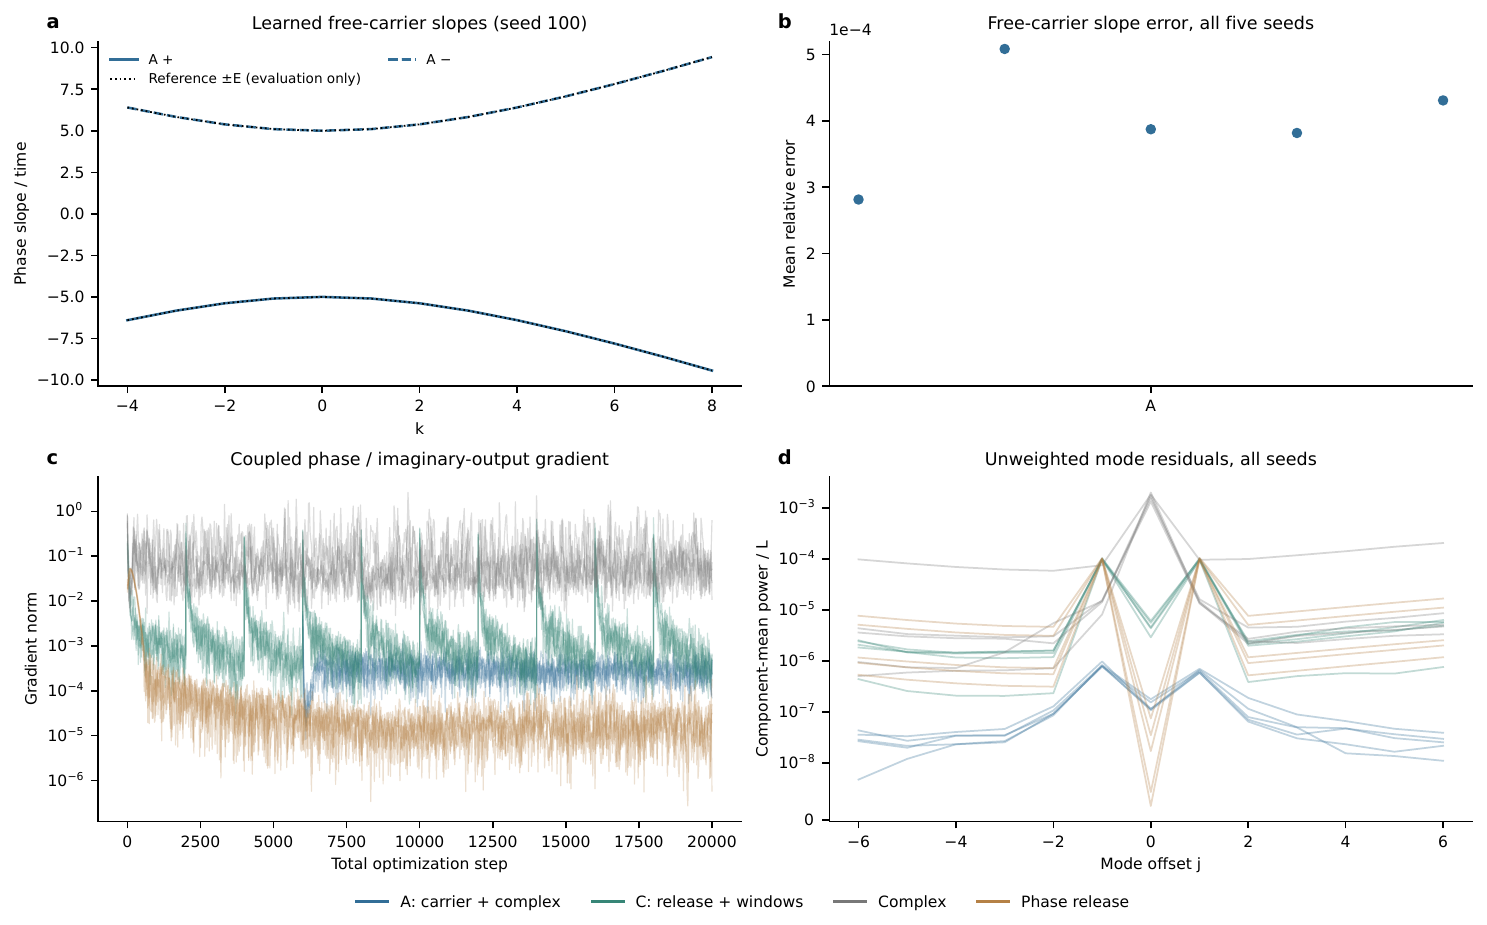 a
Learned free-carrier slopes (seed 100)
A +
A −
Reference ±E (evaluation only)
Phase slope / time
10.0
7.5
5.0
2.5
0.0
−2.5
−5.0
−7.5
−10.0
−4
−2
0
2
4
6
8
k
b
Free-carrier slope error, all five seeds
1e−4
Mean relative error
5
4
3
2
1
0
A
c
Coupled phase / imaginary-output gradient
Gradient norm
10⁰
10⁻¹
10⁻²
10⁻³
10⁻⁴
10⁻⁵
10⁻⁶
0
2500
5000
7500
10000
12500
15000
17500
20000
Total optimization step
d
Unweighted mode residuals, all seeds
Component-mean power / L
10⁻³
10⁻⁴
10⁻⁵
10⁻⁶
10⁻⁷
10⁻⁸
0
−6
−4
−2
0
2
4
6
Mode offset j
A: carrier + complex
C: release + windows
Complex
Phase release